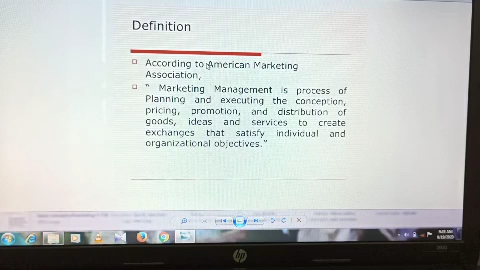 Definition
According to American Marketing
Association,
" Marketing Management is process of
Planning and executing the conception,
pricing, promotion, and distribution of
goods, ideas and services to create
exchanges that satisfy individual and
organizational objectives."
hp